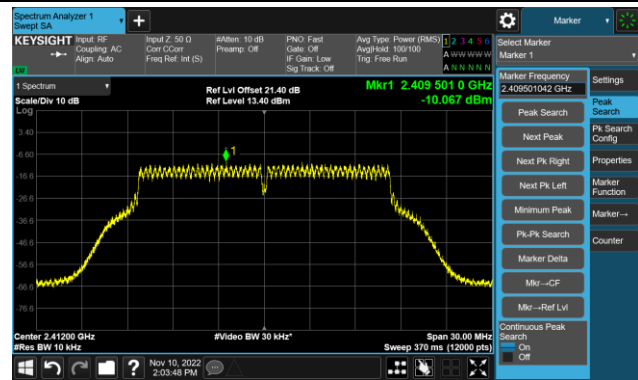 Spectrum Analyzer 1
Swept SA
Marker
KEYSIGHT
Input: RF
Coupling: AC
Align: Auto
Input Z: 50 Ω
Corr CCorr
Freq Ref: Int (S)
#Atten: 10 dB
Preamp: Off
PNO: Fast
Gate: Off
IF Gain: Low
Sig Track: Off
Avg Type: Power (RMS)
Avg|Hold: 100/100
Trig: Free Run
1 2 3 4 5 6
A W W W W W
A N N N N N
LW
Select Marker
Marker 1
1 Spectrum
Scale/Div 10 dB
Ref Lvl Offset 21.40 dB
Ref Level 13.40 dBm
Mkr1 2.409 501 0 GHz
-10.067 dBm
Marker Frequency
2.409501042 GHz
Settings
Log
Peak Search
Peak
Search
3.40
Next Peak
Pk Search
Config
-6.60
1
Next Pk Right
Properties
-16.6
Next Pk Left
Marker
Function
-26.6
Minimum Peak
Marker→
-36.6
Pk-Pk Search
Counter
-46.6
Marker Delta
-56.6
Mkr→CF
-66.6
Mkr→Ref Lvl
-76.6
Continuous Peak
Search
On
Off
Center 2.41200 GHz
#Res BW 10 kHz
#Video BW 30 kHz*
Span 30.00 MHz
Sweep 370 ms (12000 pts)
?
Nov 10, 2022
2:03:48 PM